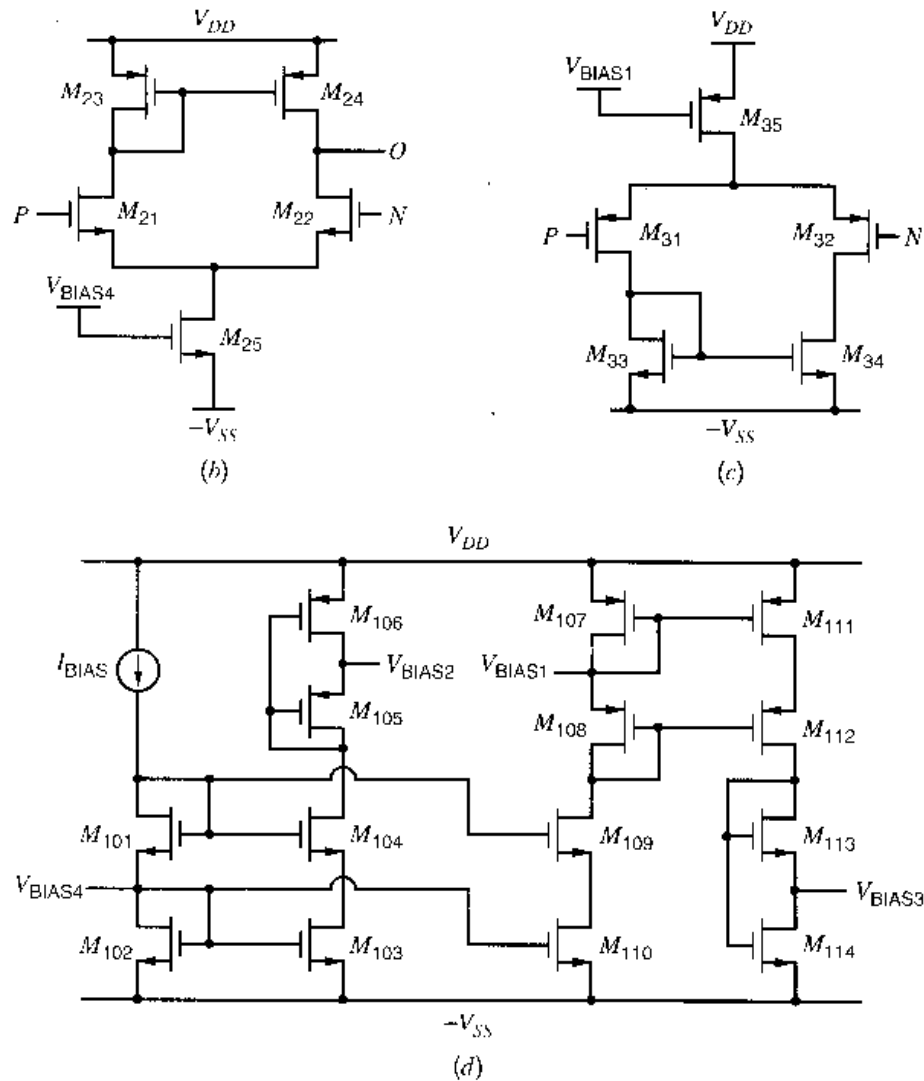 V_DD
M_23
M_24
O
P
M_21
M_22
N
V_BIAS4
M_25
−V_SS
(b)
V_DD
V_BIAS1
M_35
P
M_31
M_32
N
M_33
M_34
−V_SS
(c)
V_DD
M_106
M_107
M_111
I_BIAS
V_BIAS2
V_BIAS1
M_105
M_108
M_112
M_101
M_104
M_109
M_113
V_BIAS4
V_BIAS3
M_102
M_103
M_110
M_114
−V_SS
(d)